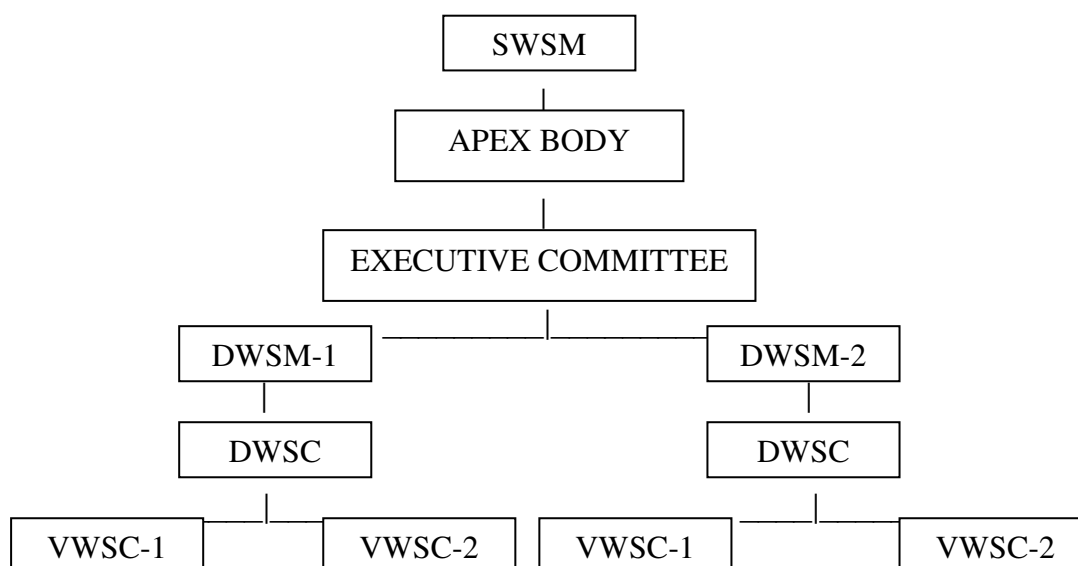 SWSM
APEX BODY
EXECUTIVE COMMITTEE
DWSM-1
DWSM-2
DWSC
DWSC
VWSC-1
VWSC-2
VWSC-1
VWSC-2